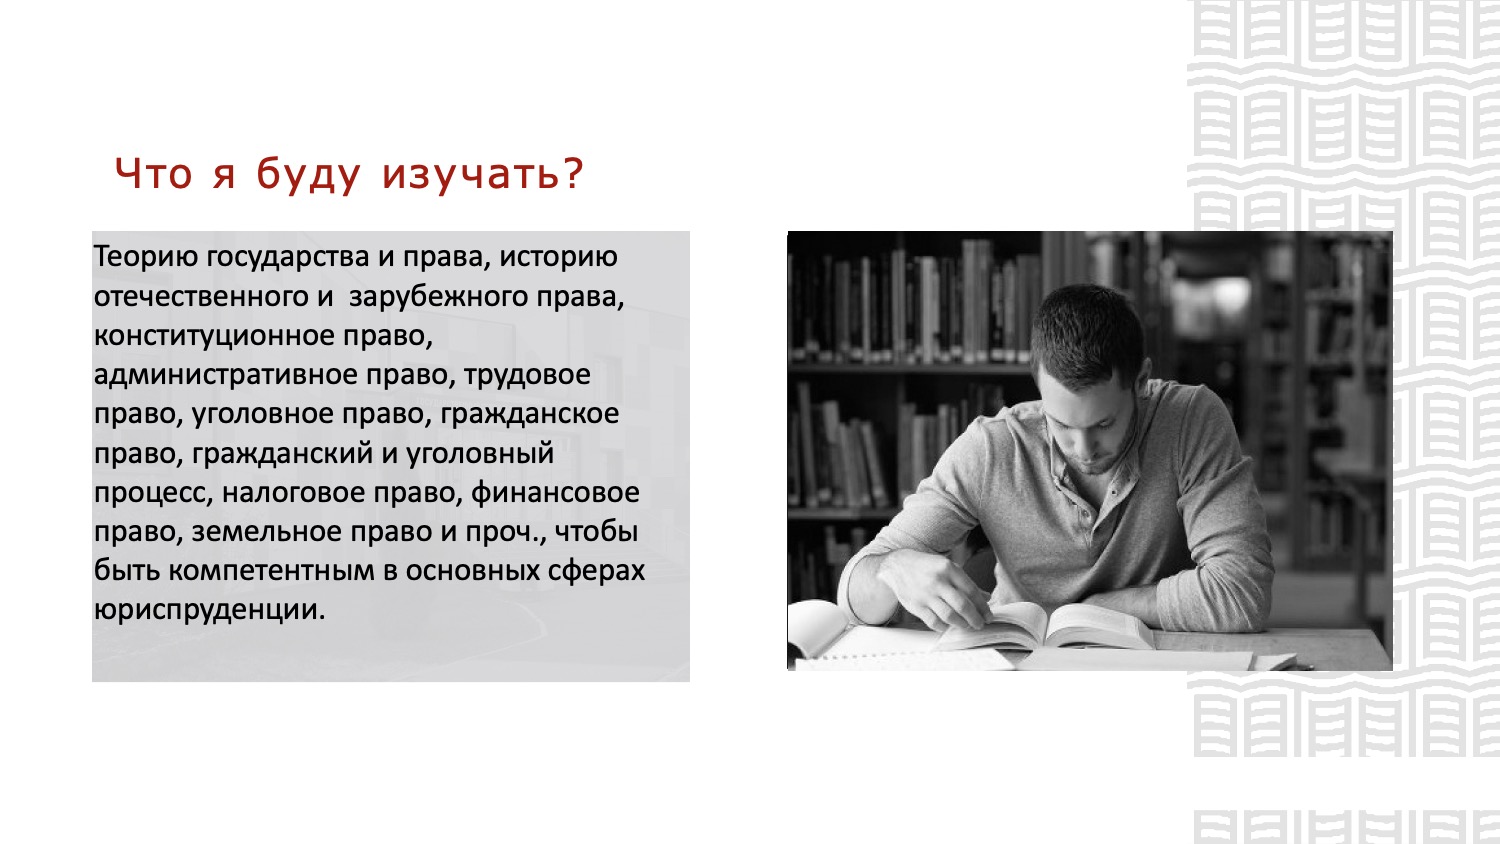 Что я буду изучать?
Теорию государства и права, историю
отечественного и  зарубежного права,
конституционное право,
административное право, трудовое
право, уголовное право, гражданское
право, гражданский и уголовный
процесс, налоговое право, финансовое
право, земельное право и проч., чтобы
быть компетентным в основных сферах
юриспруденции.